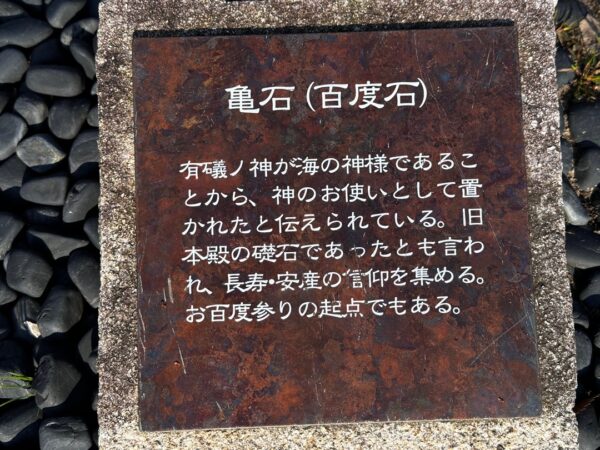 亀石(百度石)
有礒ノ神が海の神様であるこ
とから、神のお使いとして置
かれたと伝えられている。旧
本殿の礎石であったとも言わ
れ、長寿・安産の信仰を集める。
お百度参りの起点でもある。